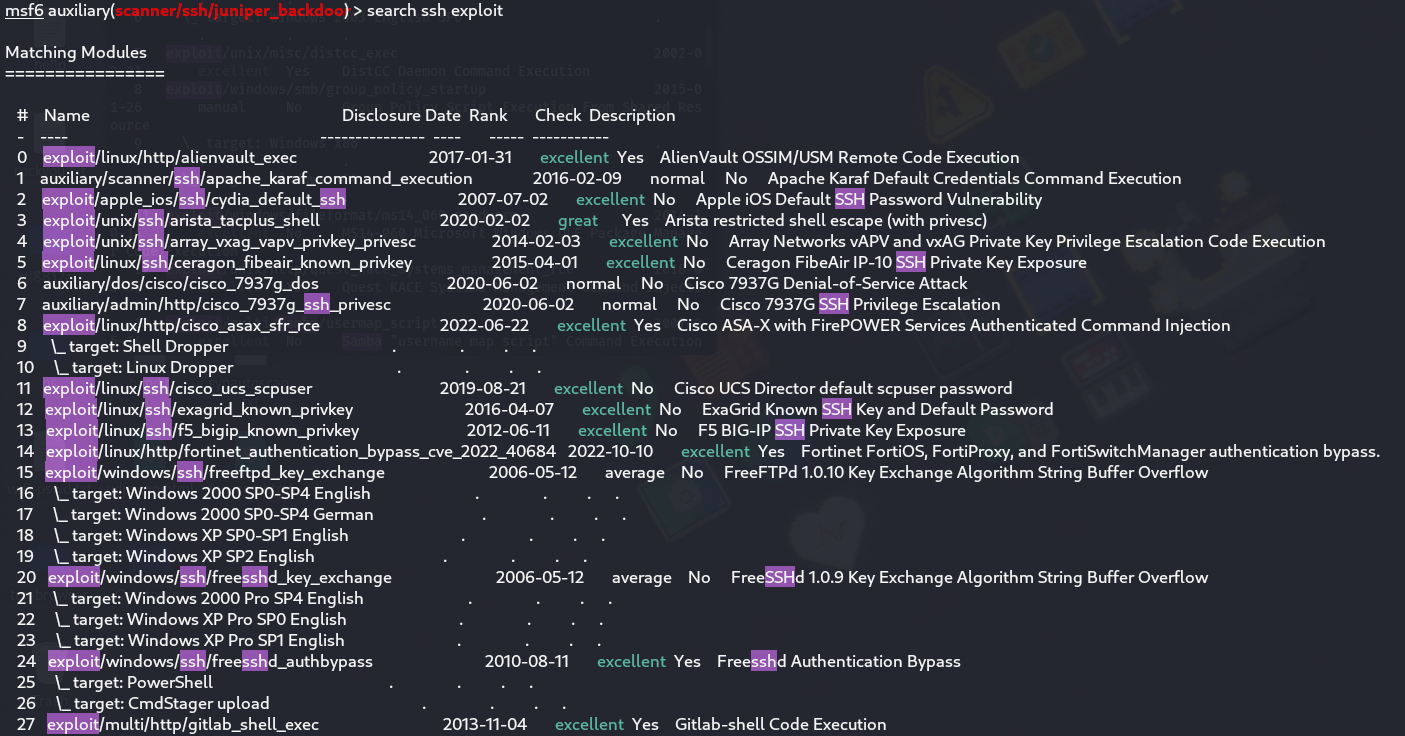 msf6 auxiliary(scanner/ssh/juniper_backdoo) > search ssh exploit
Matching Modules
================
# Name Disclosure Date Rank Check Description
- ---- --------------- ---- ----- -----------
0 exploit/linux/http/alienvault_exec 2017-01-31 excellent Yes AlienVault OSSIM/USM Remote Code Execution
1 auxiliary/scanner/ssh/apache_karaf_command_execution 2016-02-09 normal No Apache Karaf Default Credentials Command Execution
2 exploit/apple_ios/ssh/cydia_default_ssh 2007-07-02 excellent No Apple iOS Default SSH Password Vulnerability
3 exploit/unix/ssh/arista_tacplus_shell 2020-02-02 great Yes Arista restricted shell escape (with privesc)
4 exploit/unix/ssh/array_vxag_vapv_privkey_privesc 2014-02-03 excellent No Array Networks vAPV and vxAG Private Key Privilege Escalation Code Execution
5 exploit/linux/ssh/ceragon_fibeair_known_privkey 2015-04-01 excellent No Ceragon FibeAir IP-10 SSH Private Key Exposure
6 auxiliary/dos/cisco/cisco_7937g_dos 2020-06-02 normal No Cisco 7937G Denial-of-Service Attack
7 auxiliary/admin/http/cisco_7937g_ssh_privesc 2020-06-02 normal No Cisco 7937G SSH Privilege Escalation
8 exploit/linux/http/cisco_asax_sfr_rce 2022-06-22 excellent Yes Cisco ASA-X with FirePOWER Services Authenticated Command Injection
9 \_ target: Shell Dropper . . . .
10 \_ target: Linux Dropper . . . .
11 exploit/linux/ssh/cisco_ucs_scpuser 2019-08-21 excellent No Cisco UCS Director default scpuser password
12 exploit/linux/ssh/exagrid_known_privkey 2016-04-07 excellent No ExaGrid Known SSH Key and Default Password
13 exploit/linux/ssh/f5_bigip_known_privkey 2012-06-11 excellent No F5 BIG-IP SSH Private Key Exposure
14 exploit/linux/http/fortinet_authentication_bypass_cve_2022_40684 2022-10-10 excellent Yes Fortinet FortiOS, FortiProxy, and FortiSwitchManager authentication bypass.
15 exploit/windows/ssh/freeftpd_key_exchange 2006-05-12 average No FreeFTPd 1.0.10 Key Exchange Algorithm String Buffer Overflow
16 \_ target: Windows 2000 SP0-SP4 English . . . .
17 \_ target: Windows 2000 SP0-SP4 German . . . .
18 \_ target: Windows XP SP0-SP1 English . . . .
19 \_ target: Windows XP SP2 English . . . .
20 exploit/windows/ssh/freesshd_key_exchange 2006-05-12 average No FreeSSHd 1.0.9 Key Exchange Algorithm String Buffer Overflow
21 \_ target: Windows 2000 Pro SP4 English . . . .
22 \_ target: Windows XP Pro SP0 English . . . .
23 \_ target: Windows XP Pro SP1 English . . . .
24 exploit/windows/ssh/freesshd_authbypass 2010-08-11 excellent Yes Freesshd Authentication Bypass
25 \_ target: PowerShell . . . .
26 \_ target: CmdStager upload . . . .
27 exploit/multi/http/gitlab_shell_exec 2013-11-04 excellent Yes Gitlab-shell Code Execution